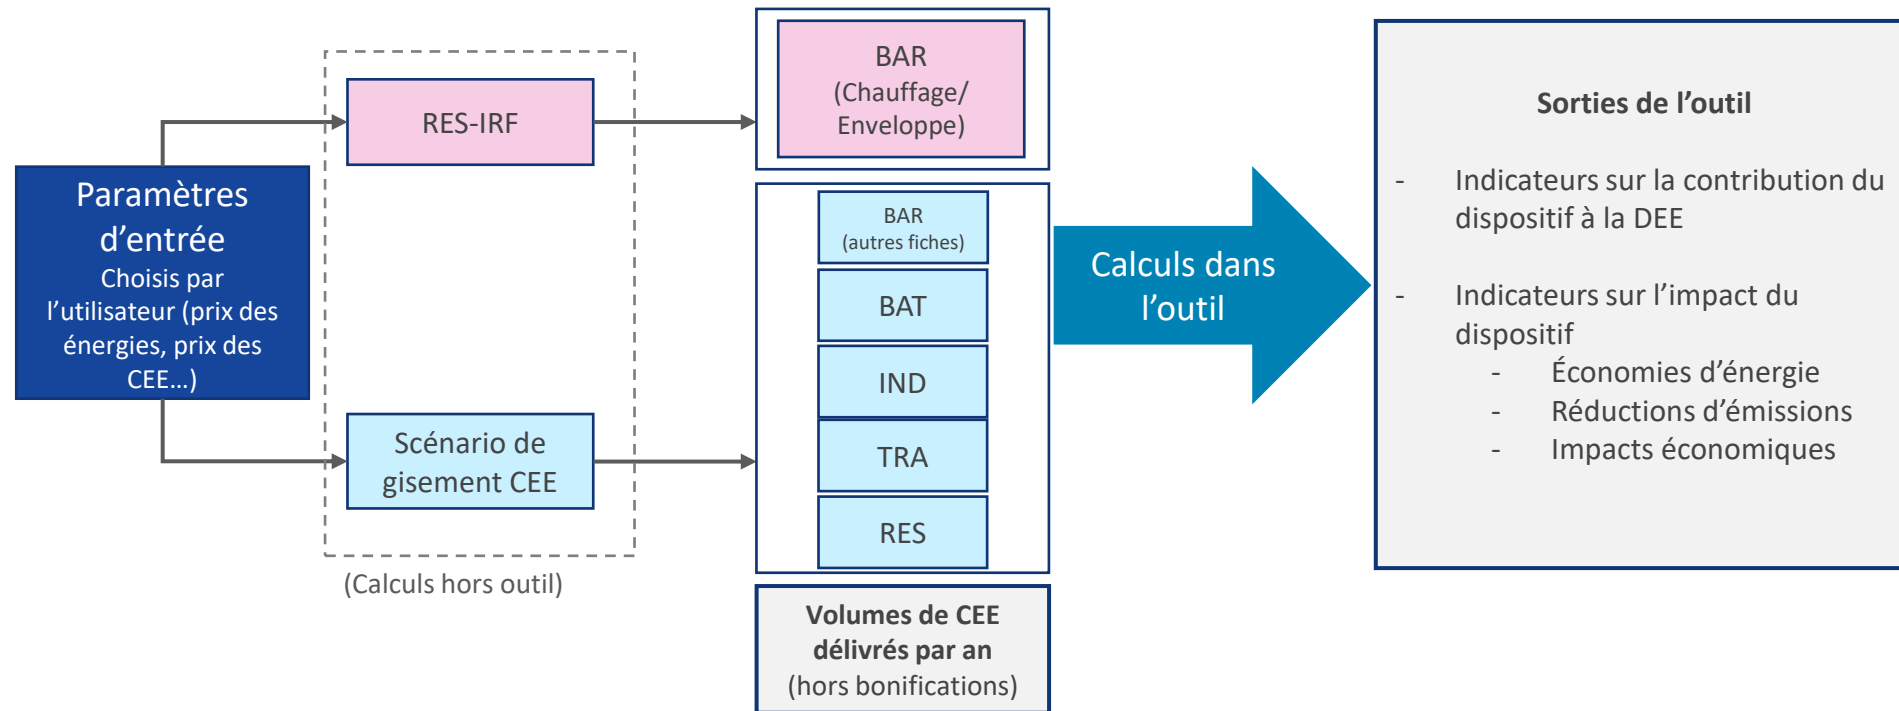 Paramètres
d’entrée
Choisis par
l’utilisateur (prix des
énergies, prix des
CEE…)
RES-IRF
Scénario de
gisement CEE
(Calculs hors outil)
BAR
(Chauffage/
Enveloppe)
BAR
(autres fiches)
BAT
IND
TRA
RES
Volumes de CEE
délivrés par an
(hors bonifications)
Calculs dans
l’outil
Sorties de l’outil
- Indicateurs sur la contribution du
dispositif à la DEE
- Indicateurs sur l’impact du
dispositif
- Économies d’énergie
- Réductions d’émissions
- Impacts économiques